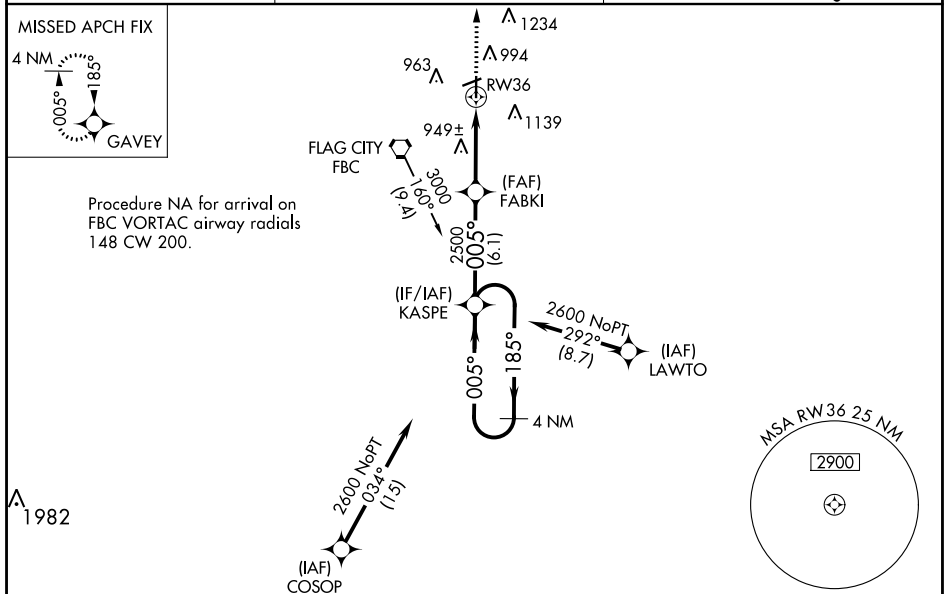 MISSED APCH FIX
4 NM
005°
185°
GAVEY
1234
994
963
RW36
1139
949±
FLAG CITY
FBC
3000
160°
(9.4)
(FAF)
FABKI
Procedure NA for arrival on
FBC VORTAC airway radials
148 CW 200.
2500
005°
(6.1)
(IF/IAF)
KASPE
2600 NoPT
292°
(8.7)
(IAF)
LAWTO
005°
185°
4 NM
2600 NoPT
034°
(15)
(IAF)
COSOP
1982
MSA RW36 25 NM
2900